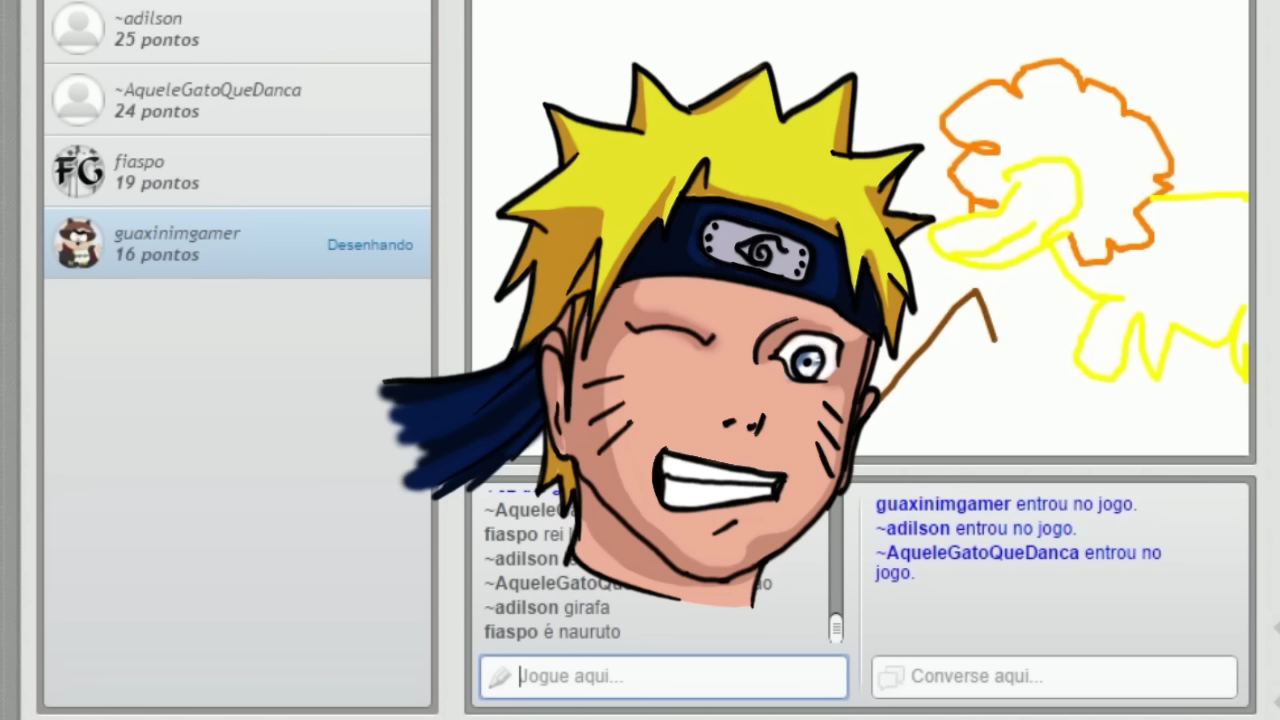 ~adilson
25 pontos
~AqueleGatoQueDanca
24 pontos
FG
fiaspo
19 pontos
guaxinimgamer
16 pontos
Desenhando
~Aquele
fiaspo rei
~adilson
~AqueleGatoQu
~adilson girafa
fiaspo é nauruto
Jogue aqui...
guaxinimgamer entrou no jogo.
~adilson entrou no jogo.
~AqueleGatoQueDanca entrou no
jogo.
Converse aqui...